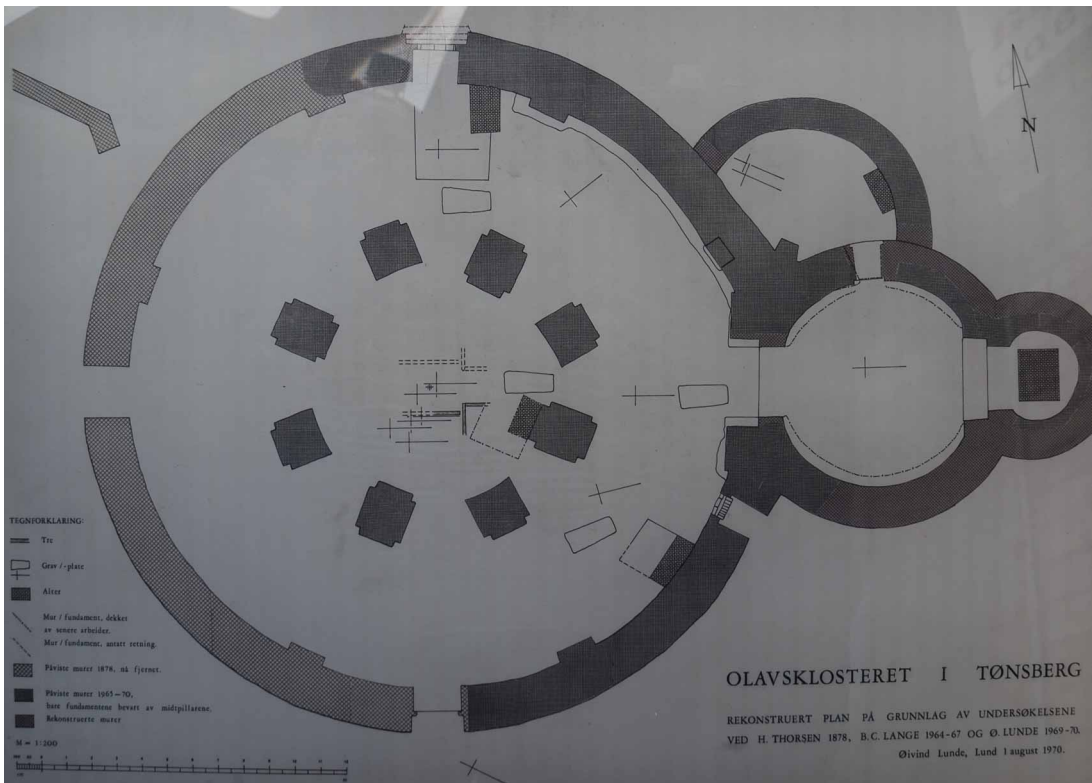 N
TEGNFORKLARING:
Tre
Grav / -plate
Alter
Mur / fundament, dekket
av senere arbeider.
Mur / fundament, antatt retning.
Påviste murer 1878, nå fjernet.
Påviste murer 1965-70,
bare fundamentene bevart av midtpillarene.
Rekonstruerte murer
M = 1:100
OLAVSKLOSTERET I TØNSBERG
REKONSTRUERT PLAN PÅ GRUNNLAG AV UNDERSØKELSENE
VED H. THORSEN 1878, B.C. LANGE 1964-67 OG Ø. LUNDE 1969-70.
Øivind Lunde, Lund 1 august 1970.